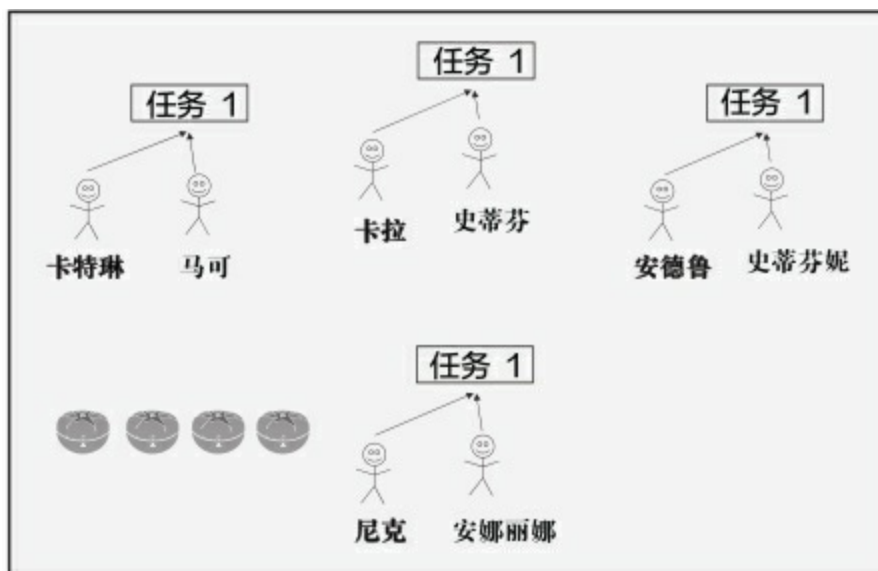 任务 1
任务 1
任务 1
卡特琳
马可
卡拉
史蒂芬
安德鲁
史蒂芬妮
任务 1
尼克
安娜丽娜